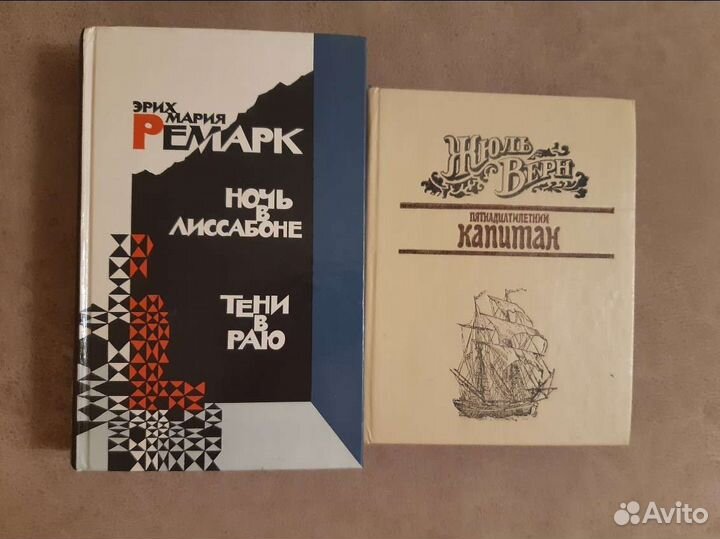 ЭРИХ
МАРИЯ
РЕМАРК
НОЧЬ
В
ЛИССАБОНЕ
ТЕНИ
В
РАЮ
ЖЮЛЬ
ВЕРН
ПЯТНАДЦАТИЛЕТНИЙ
КАПИТАН
Avito